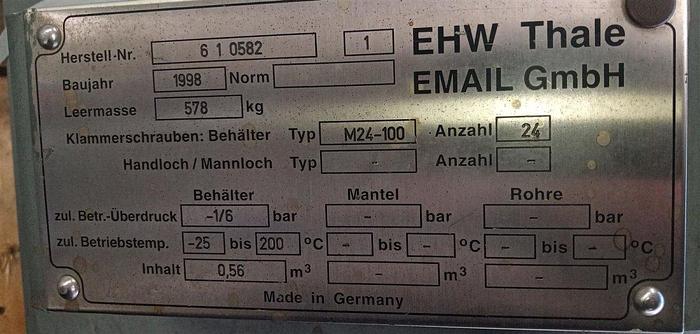 Herstell-Nr. 6 1 0582 1 EHW Thale
Baujahr 1998 Norm EMAIL GmbH
Leermasse 578 kg
Klammerschrauben: Behälter Typ M24-100 Anzahl 24
Handloch / Mannloch Typ - Anzahl -
Behälter Mantel Rohre
zul. Betr.-Überdruck -1/6 bar - bar - bar
zul. Betriebstemp. -25 bis 200 °C - bis - °C - bis - °C
Inhalt 0,56 m³ - m³ - m³
Made in Germany